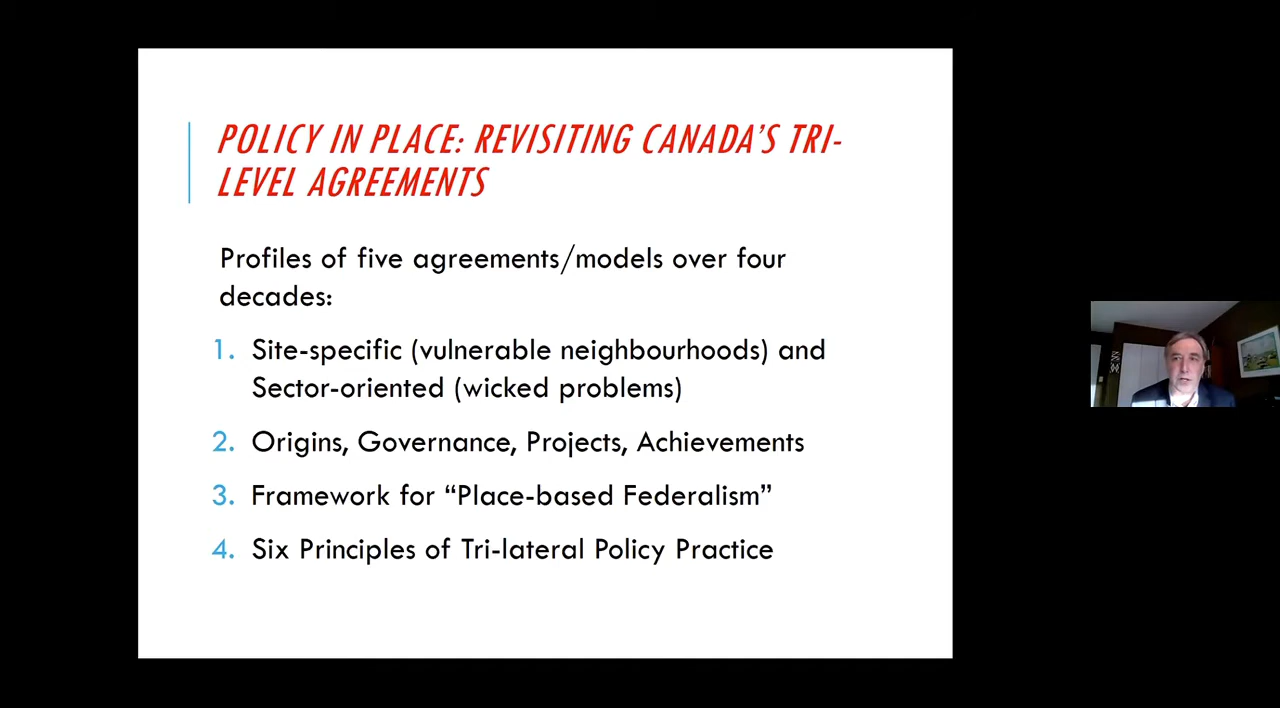 POLICY IN PLACE: REVISITING CANADA'S TRI-
LEVEL AGREEMENTS
Profiles of five agreements/models over four
decades:
1. Site-specific (vulnerable neighbourhoods) and
Sector-oriented (wicked problems)
2. Origins, Governance, Projects, Achievements
3. Framework for “Place-based Federalism”
4. Six Principles of Tri-lateral Policy Practice